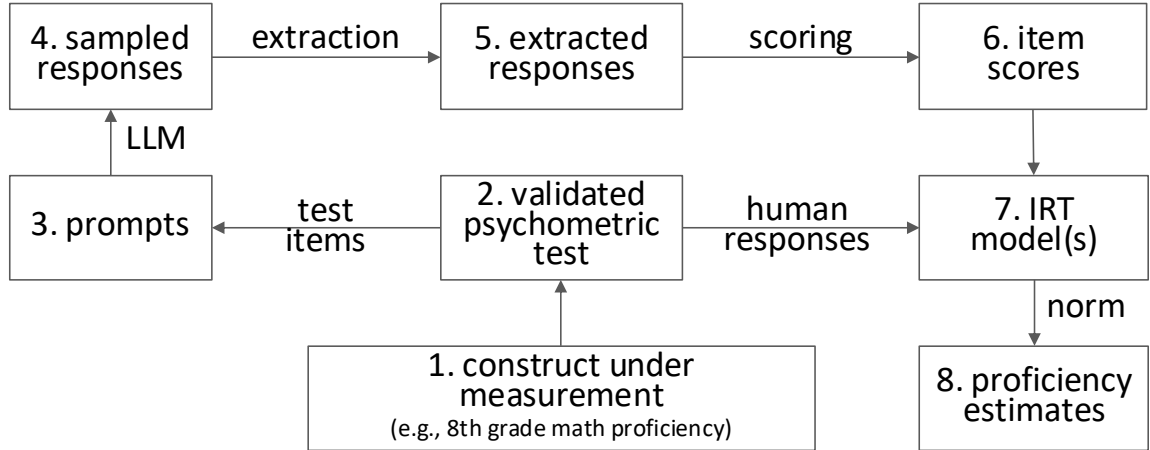 4. sampled
responses
extraction
5. extracted
responses
scoring
6. item
scores
LLM
3. prompts
test
items
2. validated
psychometric
test
human
responses
7. IRT
model(s)
norm
1. construct under
measurement
(e.g., 8th grade math proficiency)
8. proficiency
estimates